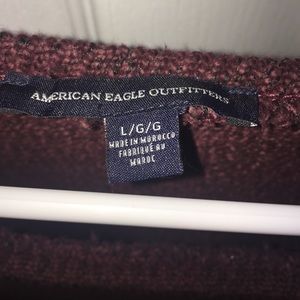 AMERICAN EAGLE OUTFITTERS
L/G/G
MADE IN MOROCCO
FABRIQUÉ AU
MAROC